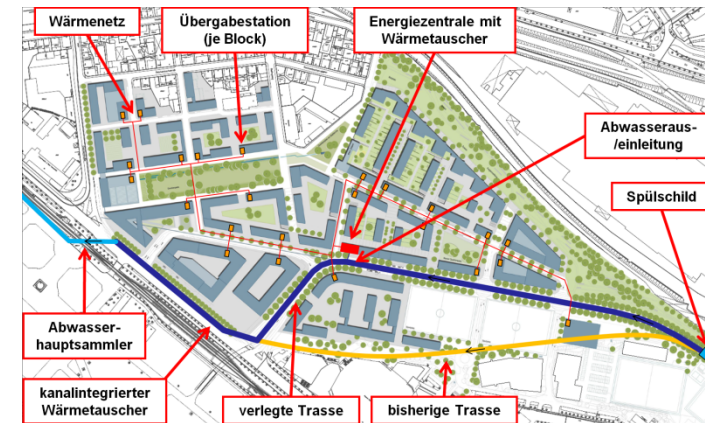 Wärmenetz
Übergabestation
(je Block)
Energiezentrale mit
Wärmetauscher
Abwasseraus-
/einleitung
Spülschild
Abwasser-
hauptsammler
kanalintegrierter
Wärmetauscher
verlegte Trasse
bisherige Trasse